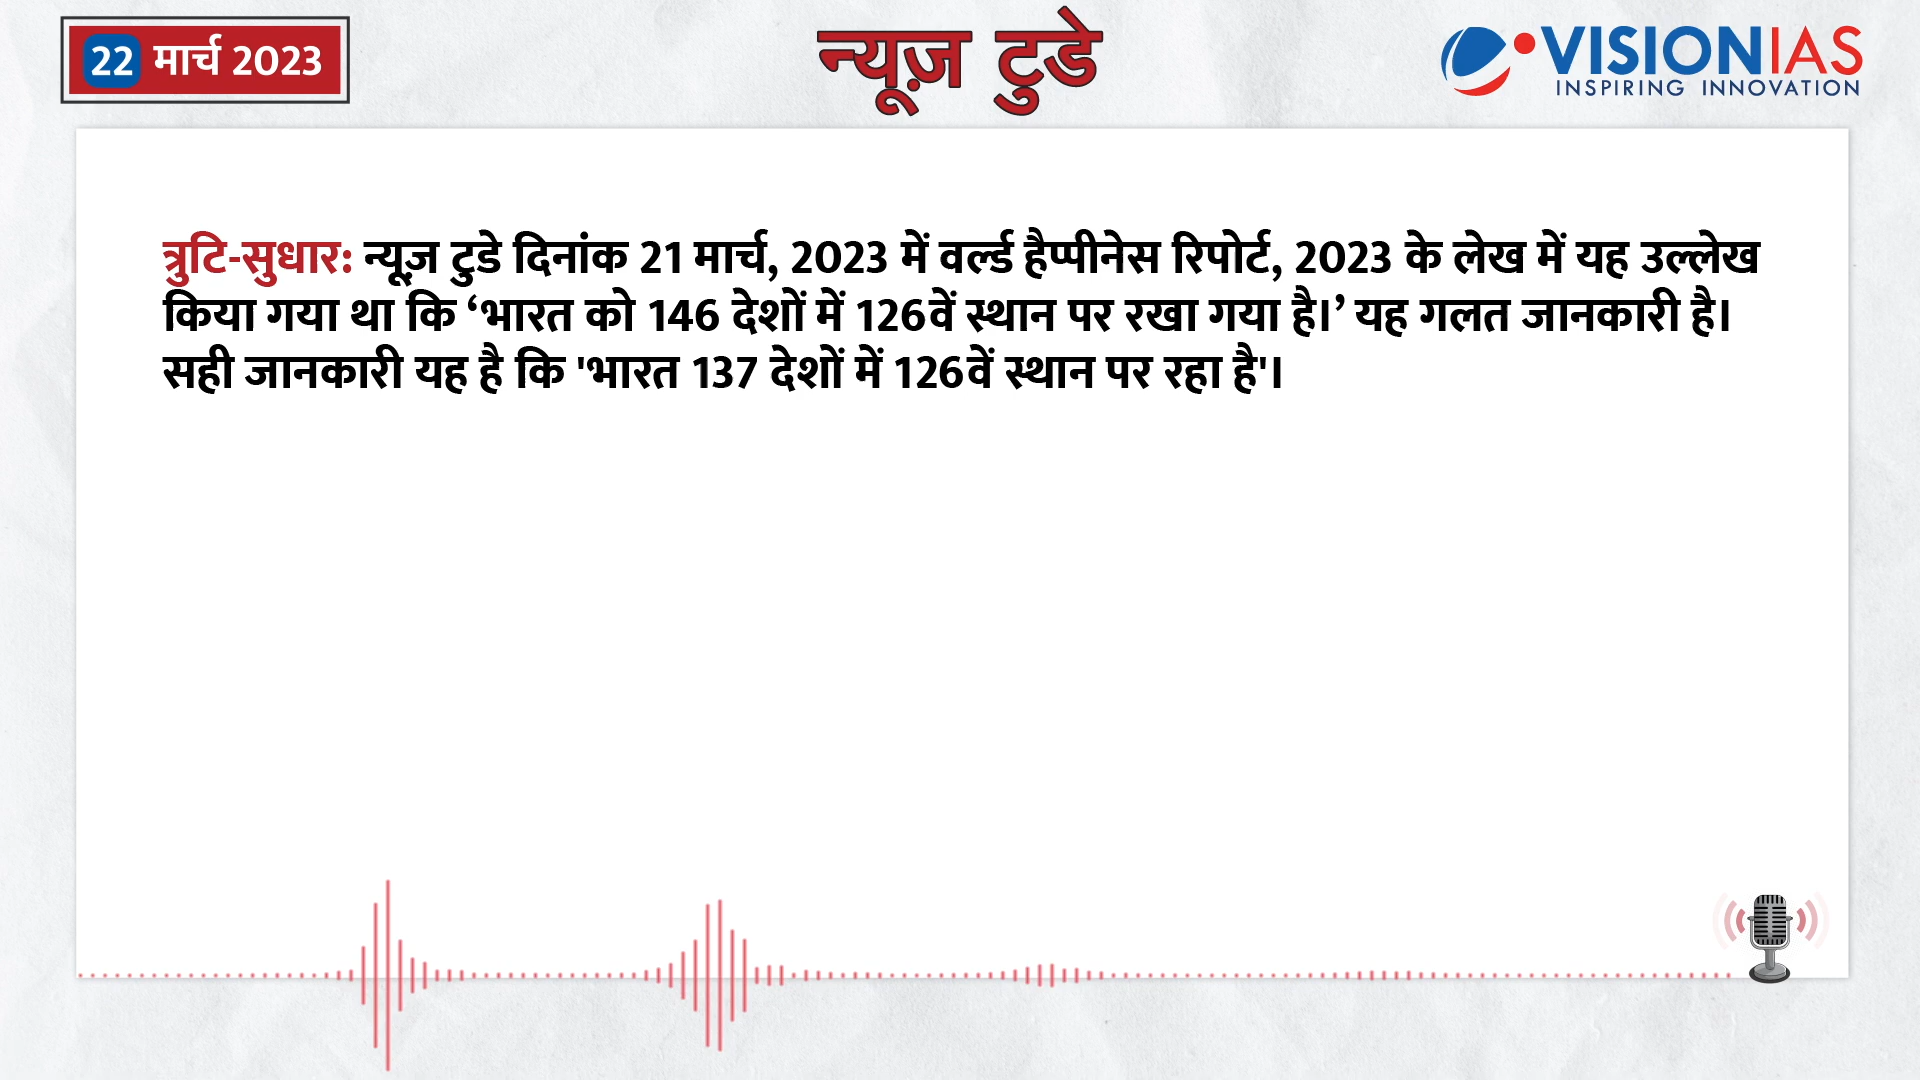 22 मार्च 2023
न्यूज़ टुडे
VISIONIAS
INSPIRING INNOVATION
त्रुटि-सुधार: न्यूज़ टुडे दिनांक 21 मार्च, 2023 में वर्ल्ड हैप्पीनेस रिपोर्ट, 2023 के लेख में यह उल्लेख
किया गया था कि ‘भारत को 146 देशों में 126वें स्थान पर रखा गया है।’ यह गलत जानकारी है।
सही जानकारी यह है कि 'भारत 137 देशों में 126वें स्थान पर रहा है'।